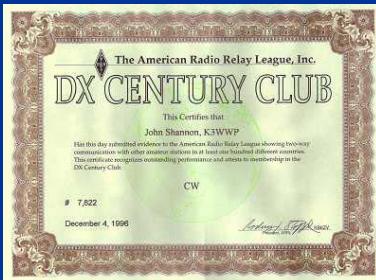 The American Radio Relay League, Inc.
DX CENTURY CLUB
This Certifies that
John Shannon, K3WWP
Has this day submitted evidence to the American Radio Relay League showing two-way
communication with other amateur stations in at least one hundred different countries.
This certificate recognizes outstanding performance and attests to membership in the
DX Century Club.
CW
# 7,822
December 4, 1996